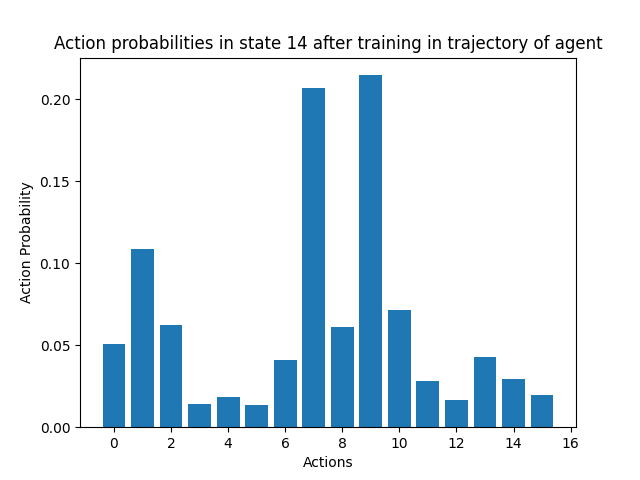 Action probabilities in state 14 after training in trajectory of agent
0.20
0.15
0.10
0.05
0.00
Action Probability
0 2 4 6 8 10 12 14 16
Actions